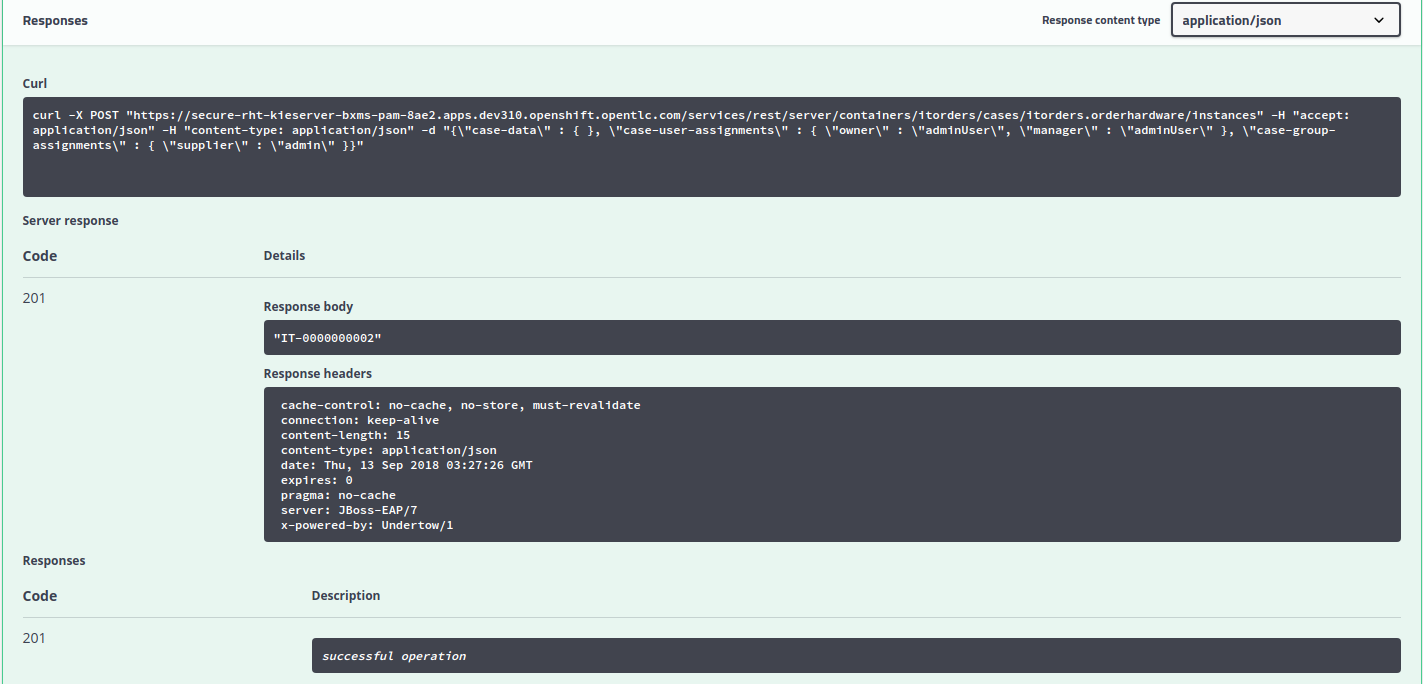 Responses
Response content type
application/json
Curl
curl -X POST "https://secure-rht-kieserver-bxms-pam-8ae2.apps.dev310.openshift.opentlc.com/services/rest/server/containers/itorders/cases/itorders.orderhardware/instances" -H "accept:
application/json" -H "content-type: application/json" -d "{\"case-data\" : { }, \"case-user-assignments\" : { \"owner\" : \"adminUser\", \"manager\" : \"adminUser\" }, \"case-group-
assignments\" : { \"supplier\" : \"admin\" }}"
Server response
Code Details
201
Response body
"IT-0000000002"
Response headers
cache-control: no-cache, no-store, must-revalidate
connection: keep-alive
content-length: 15
content-type: application/json
date: Thu, 13 Sep 2018 03:27:26 GMT
expires: 0
pragma: no-cache
server: JBoss-EAP/7
x-powered-by: Undertow/1
Responses
Code Description
201
successful operation